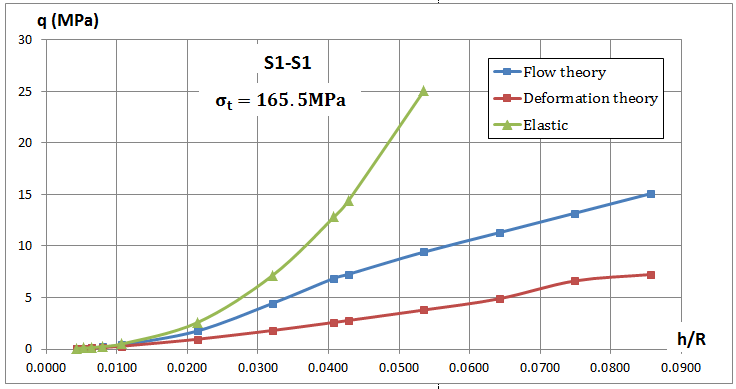 q (MPa)
30
S1-S1
Flow theory
25
σt = 165.5MPa
Deformation theory
Elastic
20
15
10
5
h/R
0
0.0000 0.0100 0.0200 0.0300 0.0400 0.0500 0.0600 0.0700 0.0800 0.0900